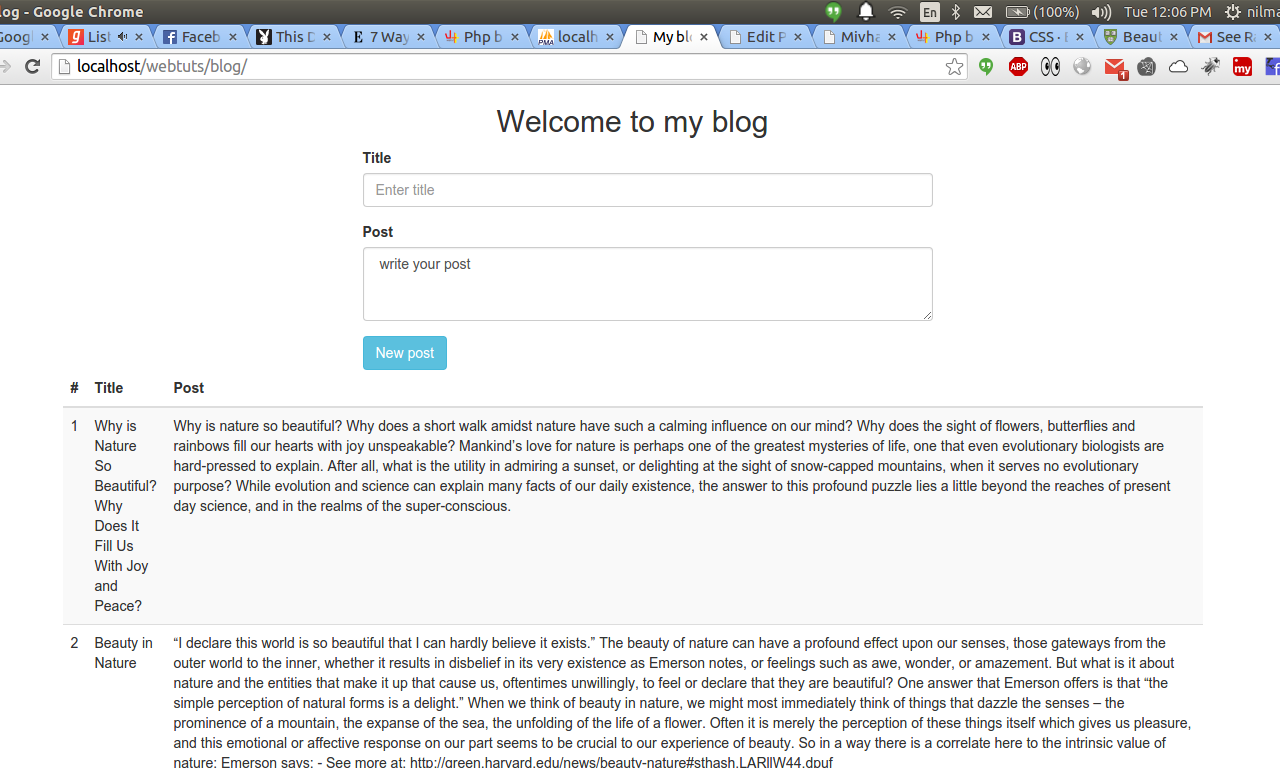 log - Google Chrome
En
(100%)
Tue 12:06 PM
nilma
Googl
List
Faceb
This D
E 7 Way
Php b
localh
My blo
Edit P
Mivha
Php b
CSS · B
Beaut
See Ra
localhost/webtuts/blog/
ABP
1
my
Welcome to my blog
Title
Enter title
Post
write your post
New post
# Title Post
1 Why is Nature So Beautiful? Why Does It Fill Us With Joy and Peace?
Why is nature so beautiful? Why does a short walk amidst nature have such a calming influence on our mind? Why does the sight of flowers, butterflies and
rainbows fill our hearts with joy unspeakable? Mankind’s love for nature is perhaps one of the greatest mysteries of life, one that even evolutionary biologists are
hard-pressed to explain. After all, what is the utility in admiring a sunset, or delighting at the sight of snow-capped mountains, when it serves no evolutionary
purpose? While evolution and science can explain many facts of our daily existence, the answer to this profound puzzle lies a little beyond the reaches of present
day science, and in the realms of the super-conscious.
2 Beauty in Nature
“I declare this world is so beautiful that I can hardly believe it exists.” The beauty of nature can have a profound effect upon our senses, those gateways from the
outer world to the inner, whether it results in disbelief in its very existence as Emerson notes, or feelings such as awe, wonder, or amazement. But what is it about
nature and the entities that make it up that cause us, oftentimes unwillingly, to feel or declare that they are beautiful? One answer that Emerson offers is that “the
simple perception of natural forms is a delight.” When we think of beauty in nature, we might most immediately think of things that dazzle the senses – the
prominence of a mountain, the expanse of the sea, the unfolding of the life of a flower. Often it is merely the perception of these things itself which gives us pleasure,
and this emotional or affective response on our part seems to be crucial to our experience of beauty. So in a way there is a correlate here to the intrinsic value of
nature: Emerson says: - See more at: http://green.harvard.edu/news/beauty-nature#sthash.LARllW44.dpuf